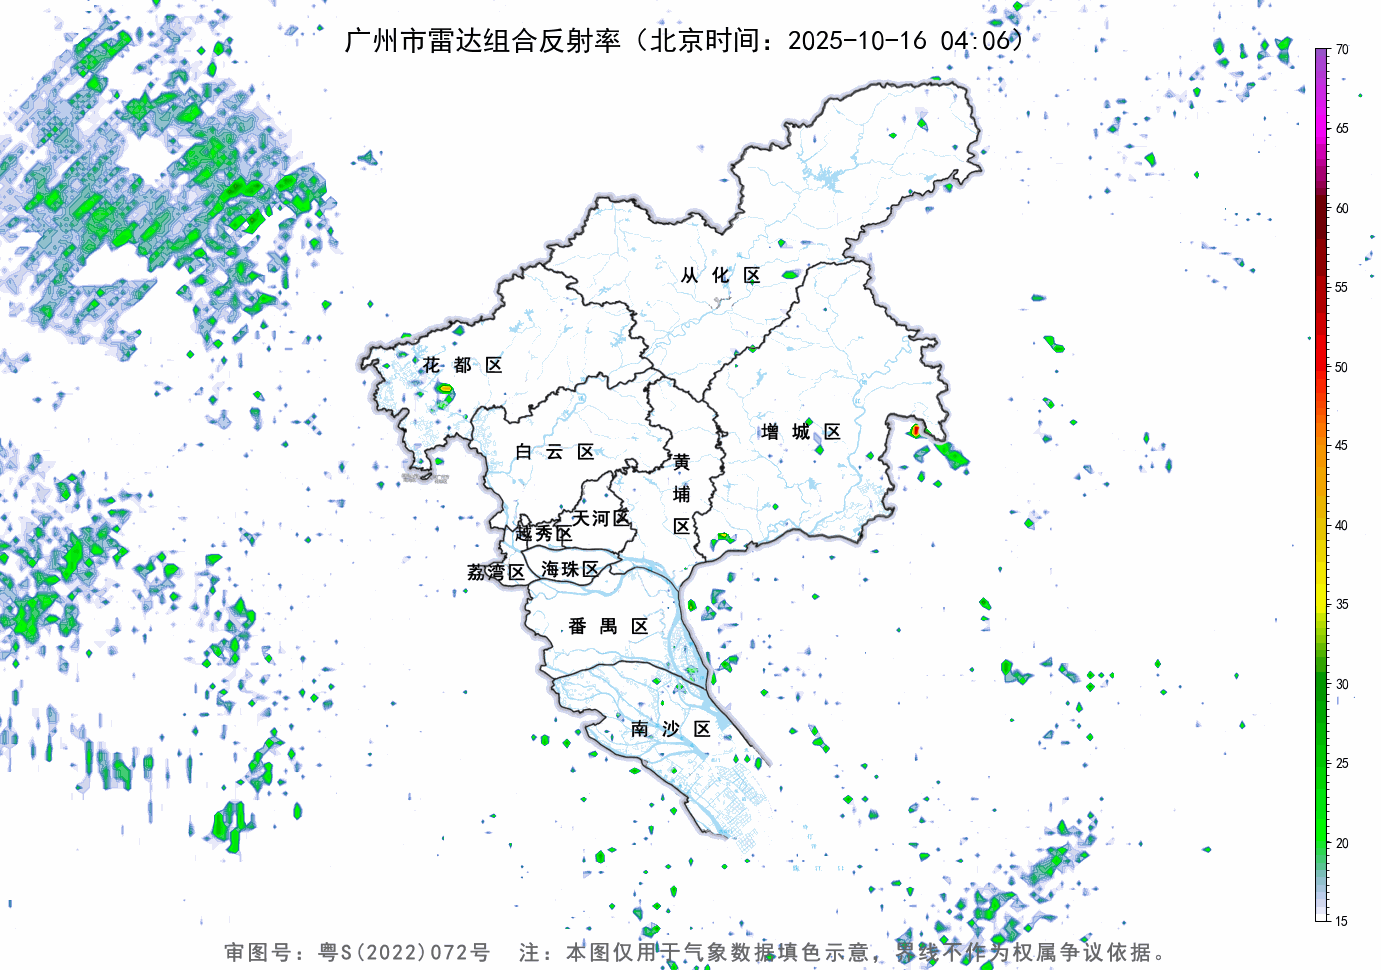 广州市雷达组合反射率（北京时间：2025-10-16 04:06）
70
65
60
55
50
45
40
35
30
25
20
15
从化区
花都区
增城区
白云区
黄埔区
天河区
越秀区
海珠区
荔湾区
番禺区
南沙区
审图号：粤S(2022)072号 注：本图仅用于气象数据填色示意，界线不作为权属争议依据。